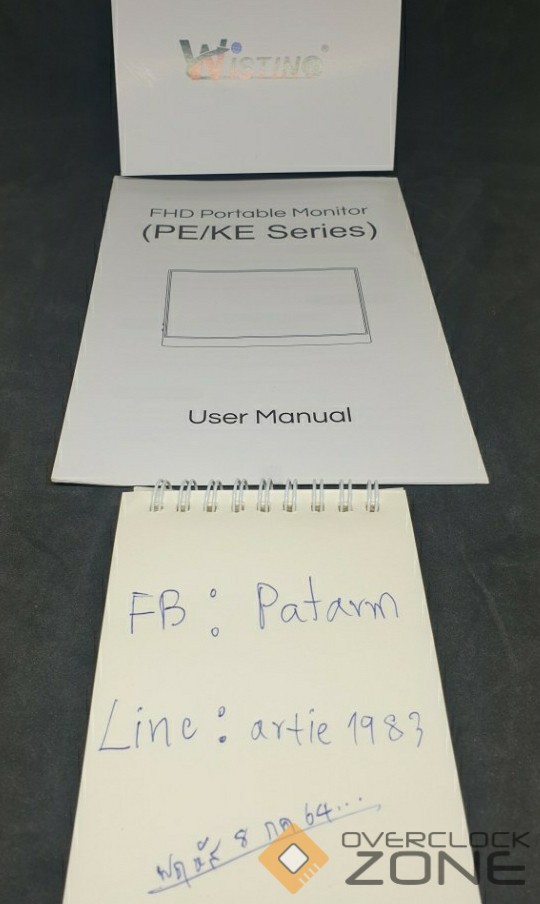 WISTINO
FHD Portable Monitor
(PE/KE Series)
User Manual
FB: Patarm
Line: artie 1983
พฤหัส 8 กค 64...
OVERCLOCK
ZONE